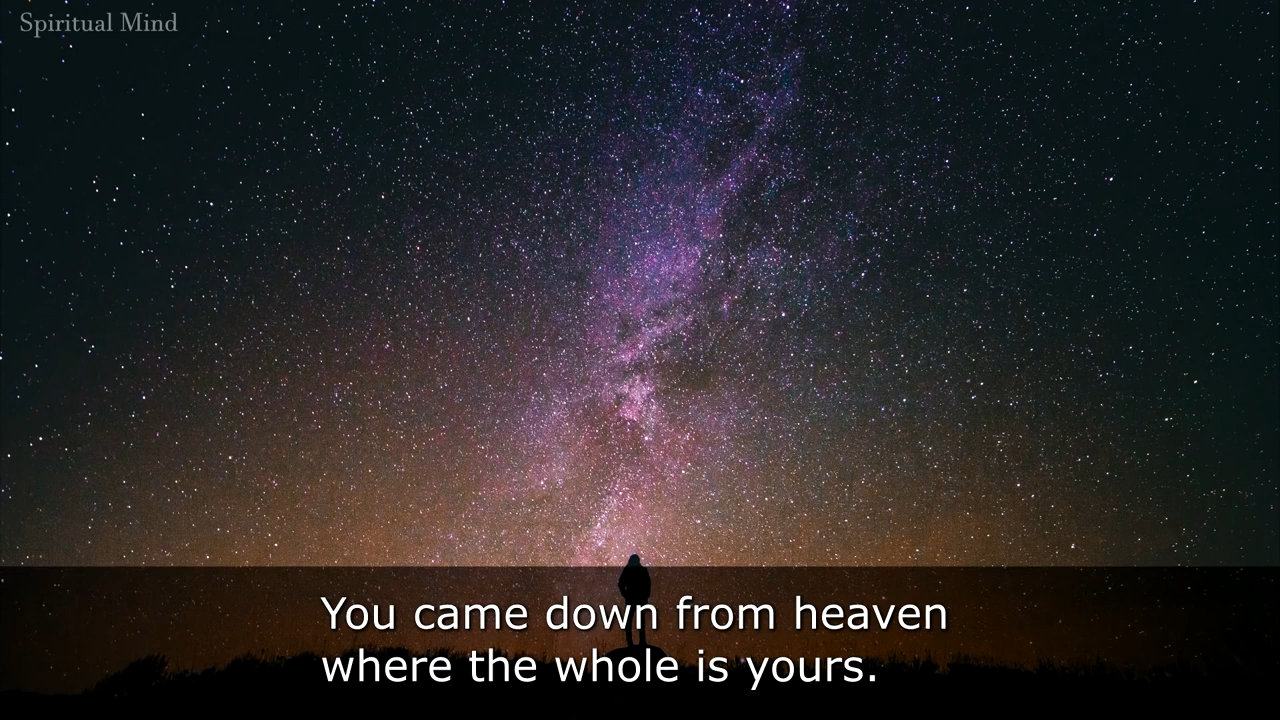 Spiritual Mind
You came down from heaven
where the whole is yours.